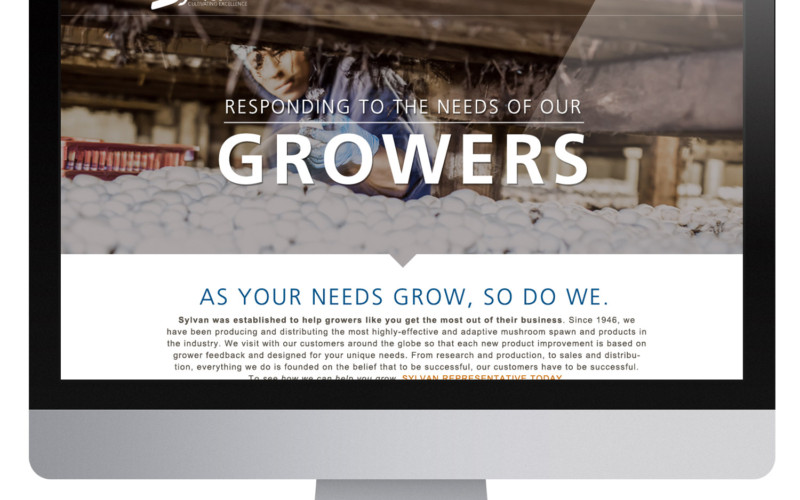 CULTIVATING EXCELLENCE
RESPONDING TO THE NEEDS OF OUR
GROWERS
AS YOUR NEEDS GROW, SO DO WE.
Sylvan was established to help growers like you get the most out of their business. Since 1946, we
have been producing and distributing the most highly-effective and adaptive mushroom spawn and products in
the industry. We visit with our customers around the globe so that each new product improvement is based on
grower feedback and designed for your unique needs. From research and production, to sales and distribu-
tion, everything we do is founded on the belief that to be successful, our customers have to be successful.
To see how we can help you grow, SYLVAN REPRESENTATIVE TODAY